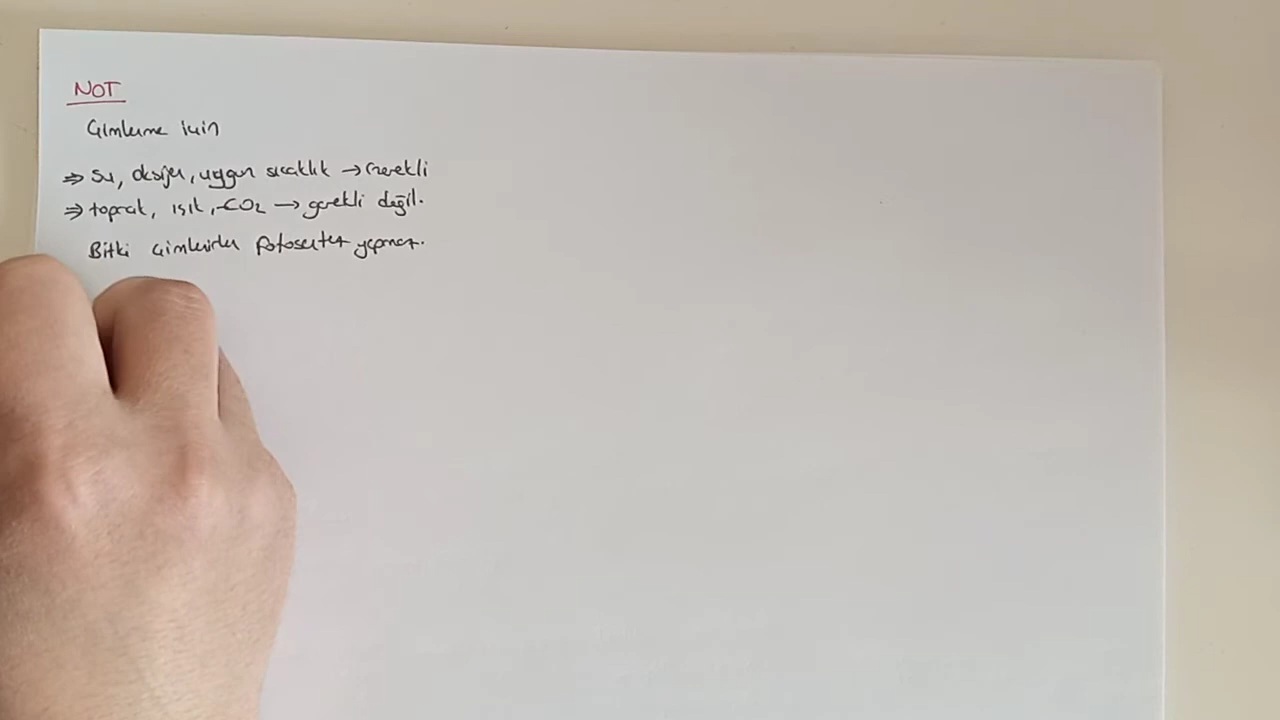 NOT
Çimlenme için
⇒ Su, oksijen, uygun sıcaklık → Gerekli
⇒ toprak, ışık, CO2 → gerekli değil.
Bitki çimlenirken fotosentez yapmaz.